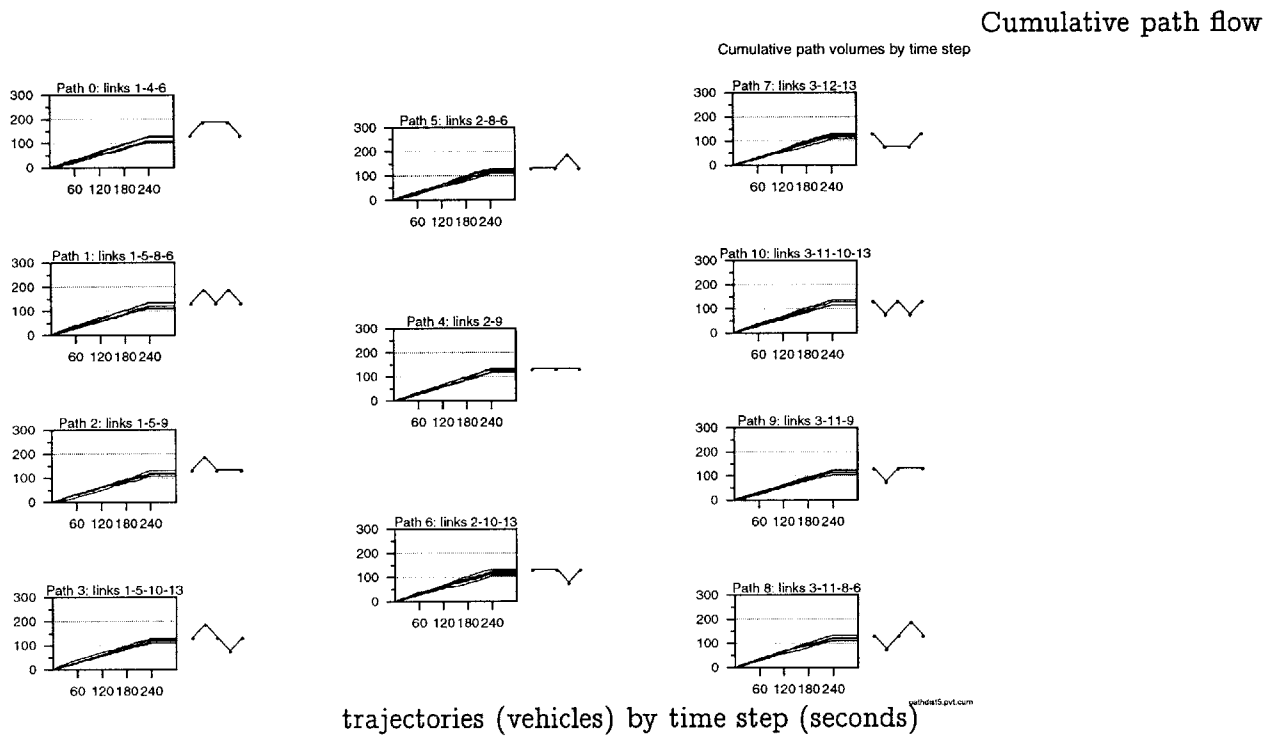 Cumulative path flow
Cumulative path volumes by time step
Path 0: links 1-4-6
300
200
100
0
60 120 180 240
Path 1: links 1-5-8-6
300
200
100
0
60 120 180 240
Path 2: links 1-5-9
300
200
100
0
60 120 180 240
Path 3: links 1-5-10-13
300
200
100
0
60 120 180 240
Path 5: links 2-8-6
300
200
100
0
60 120 180 240
Path 4: links 2-9
300
200
100
0
60 120 180 240
Path 6: links 2-10-13
300
200
100
0
60 120 180 240
Path 7: links 3-12-13
300
200
100
0
60 120 180 240
Path 10: links 3-11-10-13
300
200
100
0
60 120 180 240
Path 9: links 3-11-9
300
200
100
0
60 120 180 240
Path 8: links 3-11-8-6
300
200
100
0
60 120 180 240
pathdist5.pvt.cum
trajectories (vehicles) by time step (seconds)